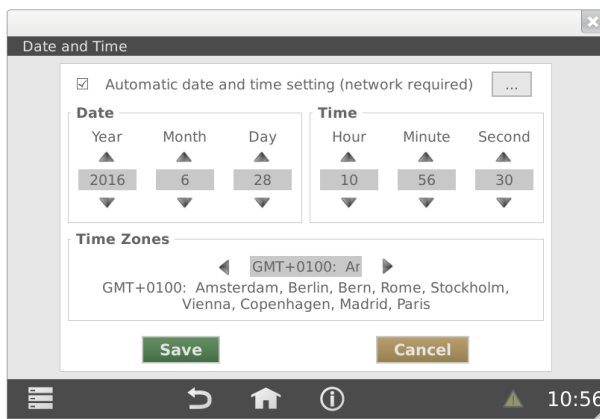 Date and Time
Automatic date and time setting (network required) ...
Date
Time
Year Month Day Hour Minute Second
2016 6 28 10 56 30
Time Zones
GMT+0100: Ar
GMT+0100: Amsterdam, Berlin, Bern, Rome, Stockholm,
Vienna, Copenhagen, Madrid, Paris
Save Cancel
10:56